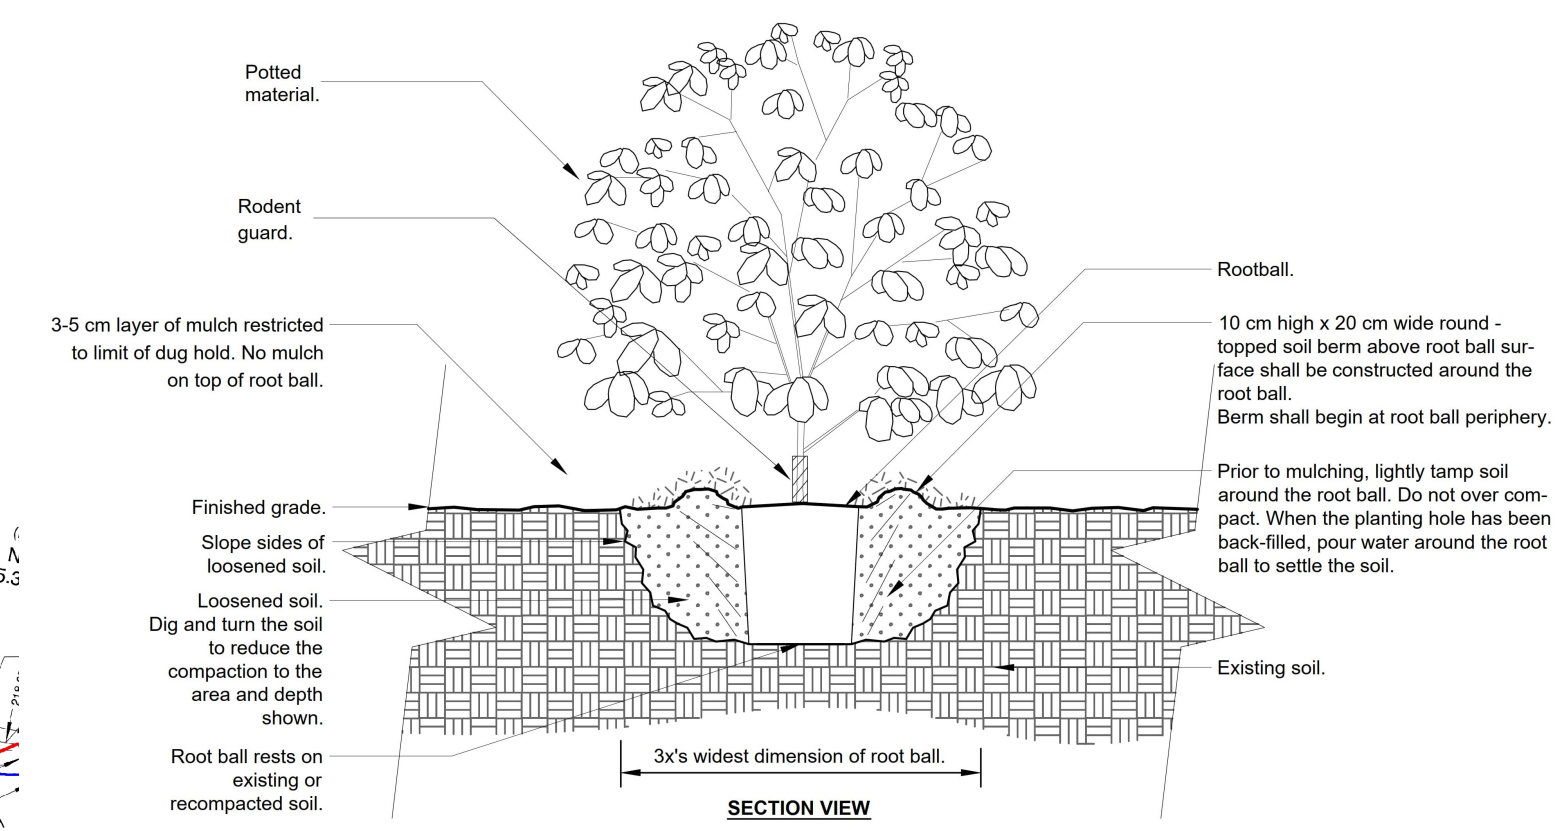 Potted
material.
Rodent
guard.
3-5 cm layer of mulch restricted
to limit of dug hold. No mulch
on top of root ball.
Finished grade.
Slope sides of
loosened soil.
Loosened soil.
Dig and turn the soil
to reduce the
compaction to the
area and depth
shown.
Root ball rests on
existing or
recompacted soil.
Rootball.
10 cm high x 20 cm wide round -
topped soil berm above root ball sur-
face shall be constructed around the
root ball.
Berm shall begin at root ball periphery.
Prior to mulching, lightly tamp soil
around the root ball. Do not over com-
pact. When the planting hole has been
back-filled, pour water around the root
ball to settle the soil.
Existing soil.
3x's widest dimension of root ball.
SECTION VIEW